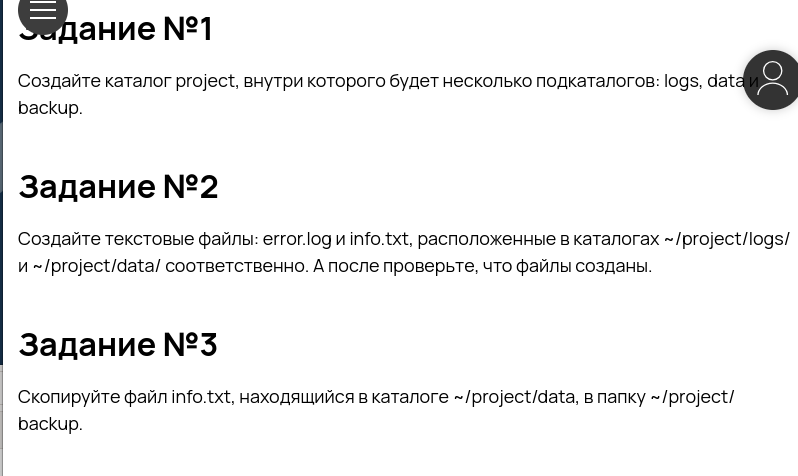 Задание №1
Создайте каталог project, внутри которого будет несколько подкаталогов: logs, data и
backup.
Задание №2
Создайте текстовые файлы: error.log и info.txt, расположенные в каталогах ~/project/logs/
и ~/project/data/ соответственно. А после проверьте, что файлы созданы.
Задание №3
Скопируйте файл info.txt, находящийся в каталоге ~/project/data, в папку ~/project/
backup.